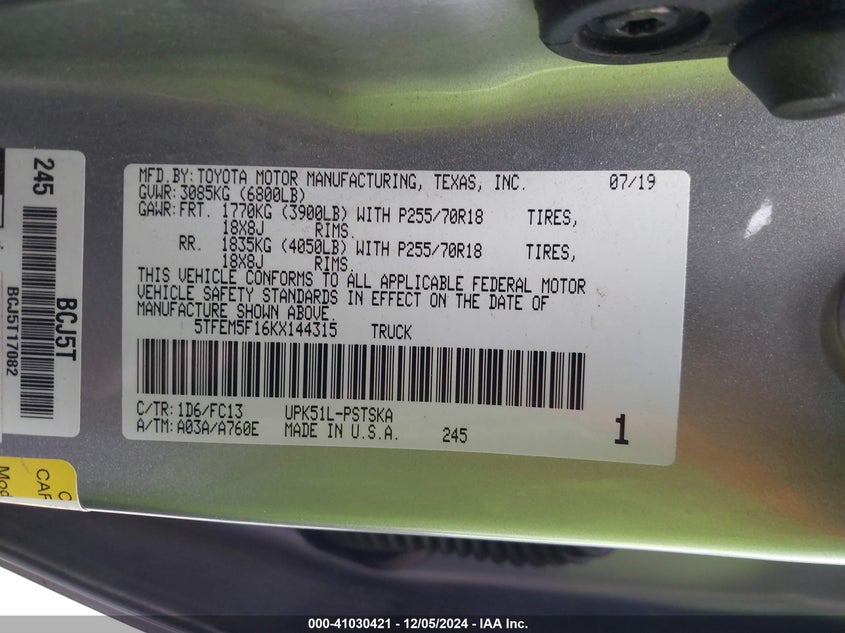 MFD.BY:TOYOTA MOTOR MANUFACTURING, TEXAS, INC. 07/19
GVWR:3085KG (6800LB)
GAWR:FRT. 1770KG (3900LB) WITH P255/70R18 TIRES,
18X8J RIMS.
RR. 1835KG (4050LB) WITH P255/70R18 TIRES,
18X8J RIMS.
THIS VEHICLE CONFORMS TO ALL APPLICABLE FEDERAL MOTOR
VEHICLE SAFETY STANDARDS IN EFFECT ON THE DATE OF
MANUFACTURE SHOWN ABOVE.
5TFEM5F16KX144315 TRUCK
C/TR:1D6/FC13 UPK51L-PSTSKA
A/TM:A03A/A760E MADE IN U.S.A. 245 1
245
BCJ5T
BCJ5T17082
CAF
000-41030421 - 12/05/2024 - IAA Inc.